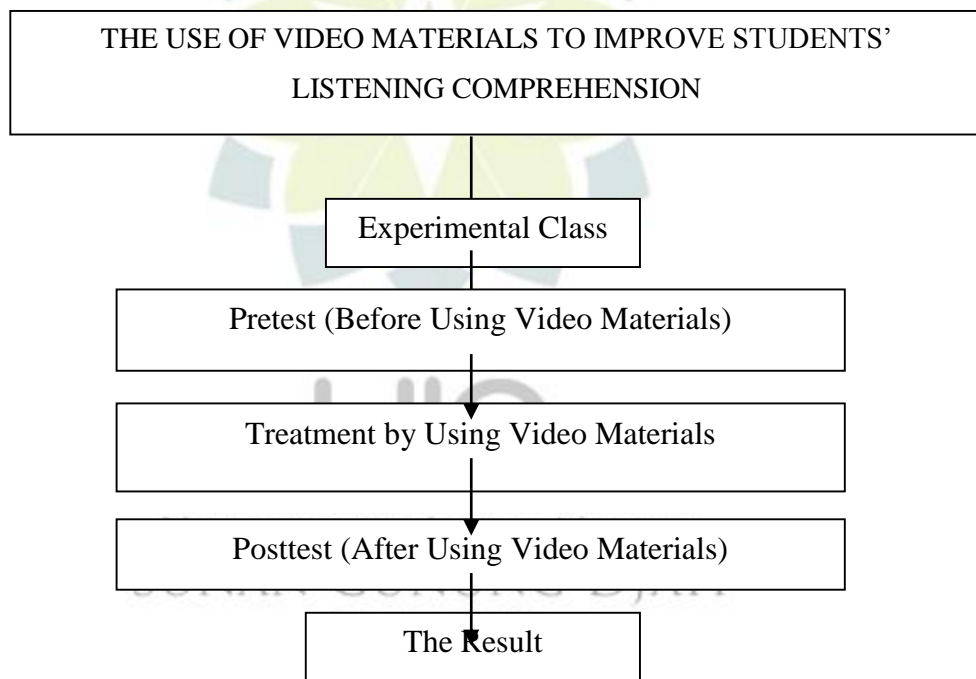 THE USE OF VIDEO MATERIALS TO IMPROVE STUDENTS’
LISTENING COMPREHENSION
Experimental Class
Pretest (Before Using Video Materials)
Treatment by Using Video Materials
Posttest (After Using Video Materials)
The Result